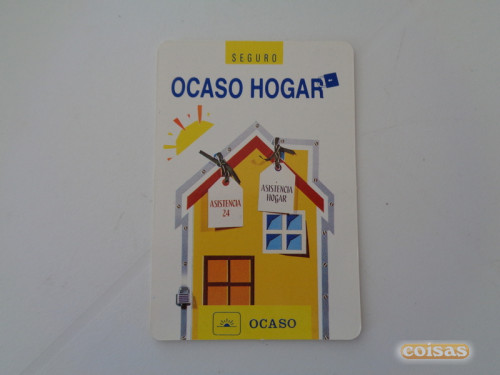 SEGURO
OCASO HOGAR
ASISTENCIA
24
ASISTENCIA
HOGAR
OCASO
coisas